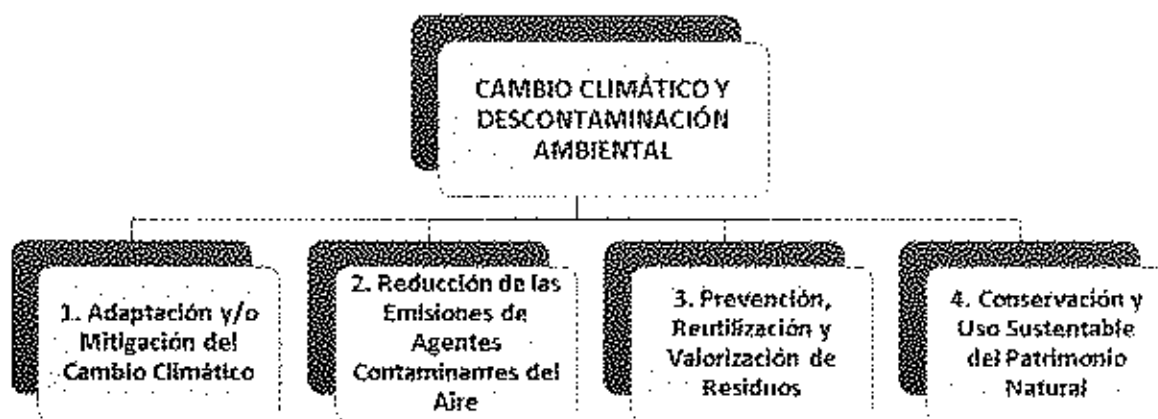 CAMBIO CLIMÁTICO Y
DESCONTAMINACIÓN
AMBIENTAL
1. Adaptación y/o
Mitigación del
Cambio Climático
2. Reducción de las
Emisiones de
Agentes
Contaminantes del
Aire
3. Prevención,
Reutilización y
Valorización de
Residuos
4. Conservación y
Uso Sustentable
del Patrimonio
Natural